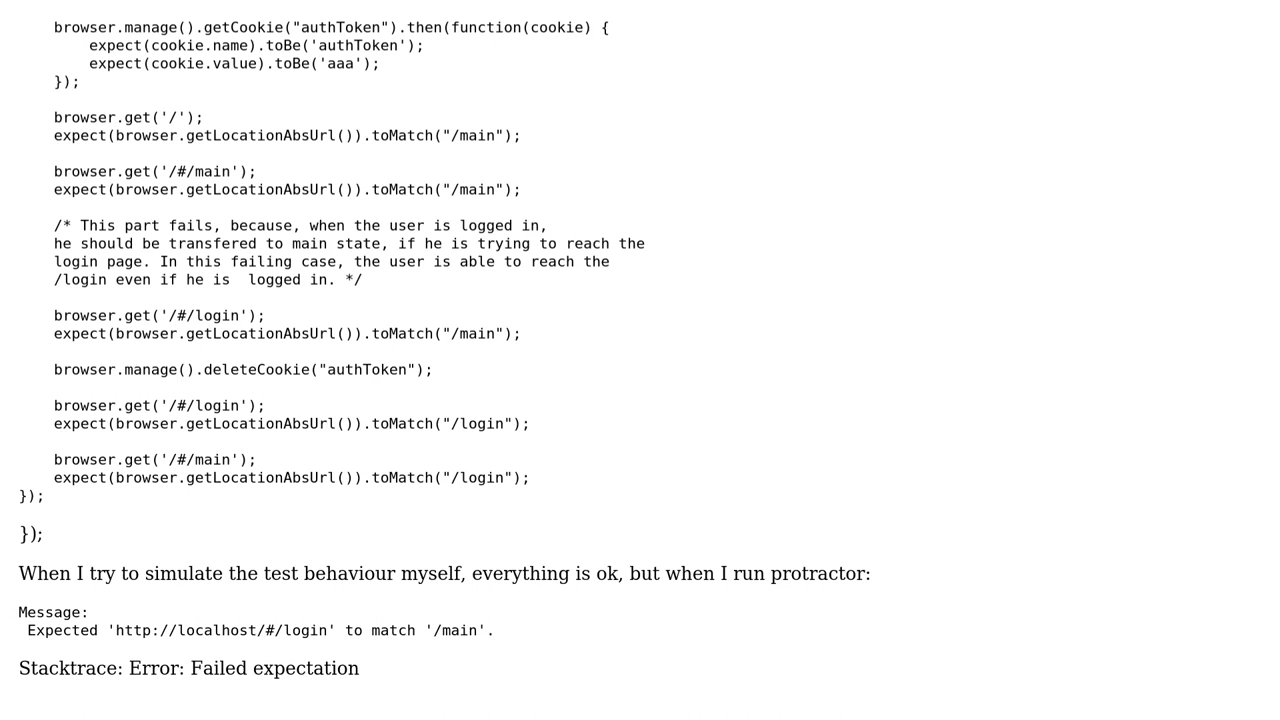 browser.manage().getCookie("authToken").then(function(cookie) {
expect(cookie.name).toBe('authToken');
expect(cookie.value).toBe('aaa');
});
browser.get('/');
expect(browser.getLocationAbsUrl()).toMatch("/main");
browser.get('/#/main');
expect(browser.getLocationAbsUrl()).toMatch("/main");
/* This part fails, because, when the user is logged in,
he should be transfered to main state, if he is trying to reach the
login page. In this failing case, the user is able to reach the
/login even if he is  logged in. */
browser.get('/#/login');
expect(browser.getLocationAbsUrl()).toMatch("/main");
browser.manage().deleteCookie("authToken");
browser.get('/#/login');
expect(browser.getLocationAbsUrl()).toMatch("/login");
browser.get('/#/main');
expect(browser.getLocationAbsUrl()).toMatch("/login");
});
});
When I try to simulate the test behaviour myself, everything is ok, but when I run protractor:
Message:
Expected 'http://localhost/#/login' to match '/main'.
Stacktrace: Error: Failed expectation